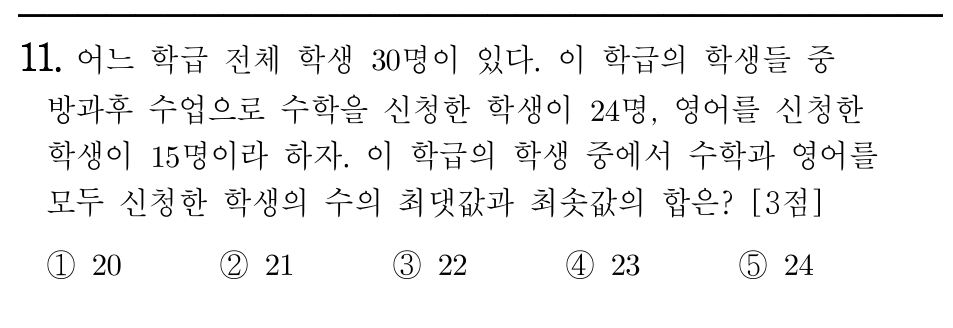 11. 어느 학급 전체 학생 30명이 있다. 이 학급의 학생들 중
방과후 수업으로 수학을 신청한 학생이 24명, 영어를 신청한
학생이 15명이라 하자. 이 학급의 학생 중에서 수학과 영어를
모두 신청한 학생의 수의 최댓값과 최솟값의 합은? [3점]
① 20 ② 21 ③ 22 ④ 23 ⑤ 24